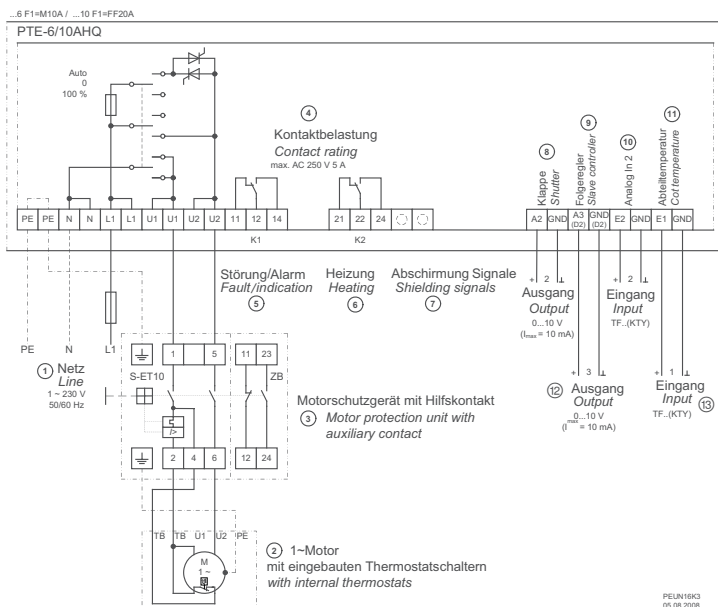 ...6 F1=M10A / ...10 F1=FF20A
PTE-6/10AHQ
Auto
0
100 %
④
Kontaktbelastung
Contact rating
max. AC 250 V 5 A
⑧
Klappe
Shutter
⑨
Folgeregler
Slave controller
⑩
Analog In 2
⑪
Abteiltemperatur
Cot temperature
PE PE N N L1 L1 U1 U1 U2 U2 11 12 14
K1
21 22 24
K2
A2 GND A3 (D2) GND (D2) E2 GND E1 GND
Störung/Alarm
Fault/indication
⑤
Heizung
Heating
⑥
Abschirmung Signale
Shielding signals
⑦
+ 2 ⊥
Ausgang
Output
0...10 V
(Imax = 10 mA)
+ 2 ⊥
Eingang
Input
TF..(KTY)
PE N L1
① Netz
Line
1 ~ 230 V
50/60 Hz
S-ET10
1 5
11 23
ZB
I>
2 4 6
12 24
Motorschutzgerät mit Hilfskontakt
③ Motor protection unit with
auxiliary contact
+ 3 ⊥
⑫ Ausgang
Output
0...10 V
(Imax = 10 mA)
+ 1 ⊥
Eingang
Input ⑬
TF..(KTY)
TB TB U1 U2 PE
M
1 ~
② 1~Motor
mit eingebauten Thermostatschaltern
with internal thermostats
PEUN16K3
05.08.2008